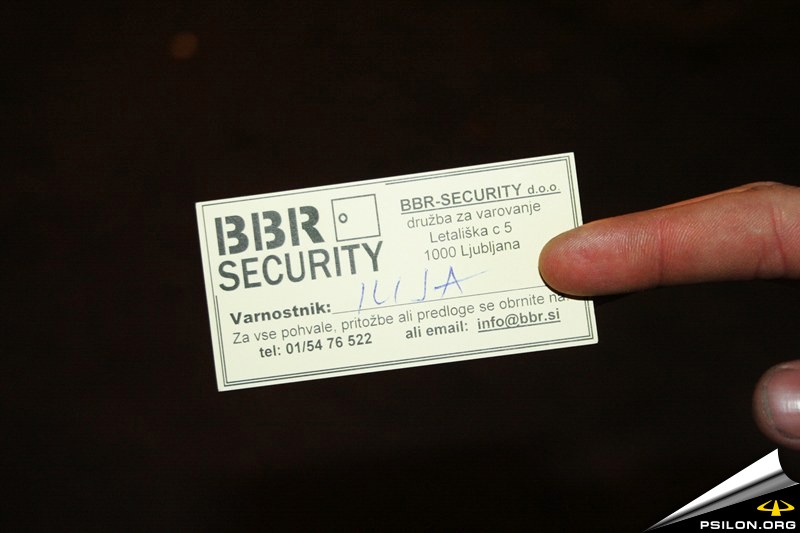 BBR
SECURITY
BBR-SECURITY d.o.o.
družba za varovanje
Letališka c 5
1000 Ljubljana
Varnostnik: ILIJA
Za vse pohvale, pritožbe ali predloge se obrnite na:
tel: 01/54 76 522 ali email: info@bbr.si
PSILON.ORG